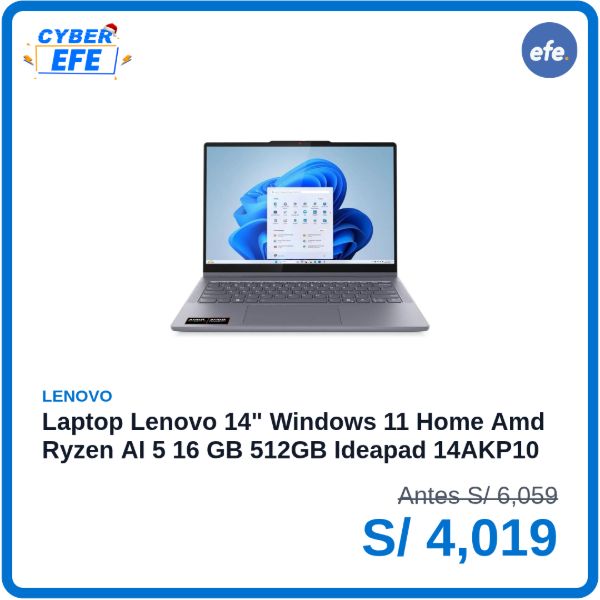 CYBER
EFE
efe.
LENOVO
Laptop Lenovo 14" Windows 11 Home Amd
Ryzen AI 5 16 GB 512GB Ideapad 14AKP10
Antes S/ 6,059
S/ 4,019